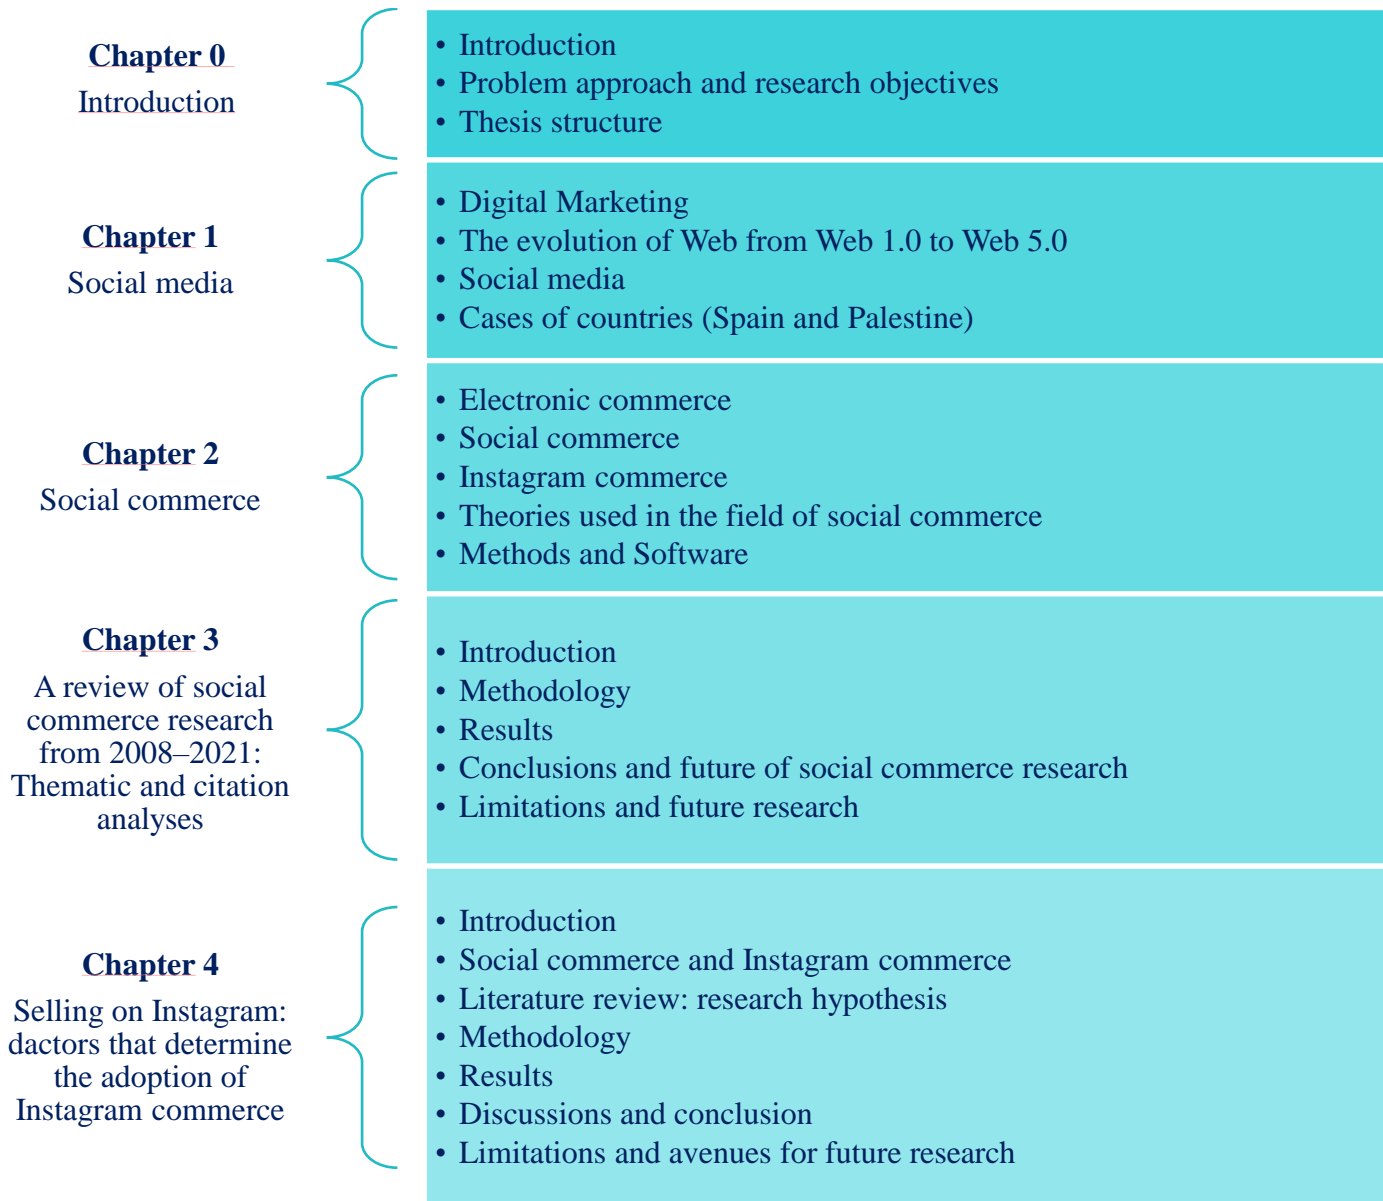 Chapter 0
Introduction
• Introduction
• Problem approach and research objectives
• Thesis structure
Chapter 1
Social media
• Digital Marketing
• The evolution of Web from Web 1.0 to Web 5.0
• Social media
• Cases of countries (Spain and Palestine)
Chapter 2
Social commerce
• Electronic commerce
• Social commerce
• Instagram commerce
• Theories used in the field of social commerce
• Methods and Software
Chapter 3
A review of social
commerce research
from 2008–2021:
Thematic and citation
analyses
• Introduction
• Methodology
• Results
• Conclusions and future of social commerce research
• Limitations and future research
Chapter 4
Selling on Instagram:
dactors that determine
the adoption of
Instagram commerce
• Introduction
• Social commerce and Instagram commerce
• Literature review: research hypothesis
• Methodology
• Results
• Discussions and conclusion
• Limitations and avenues for future research